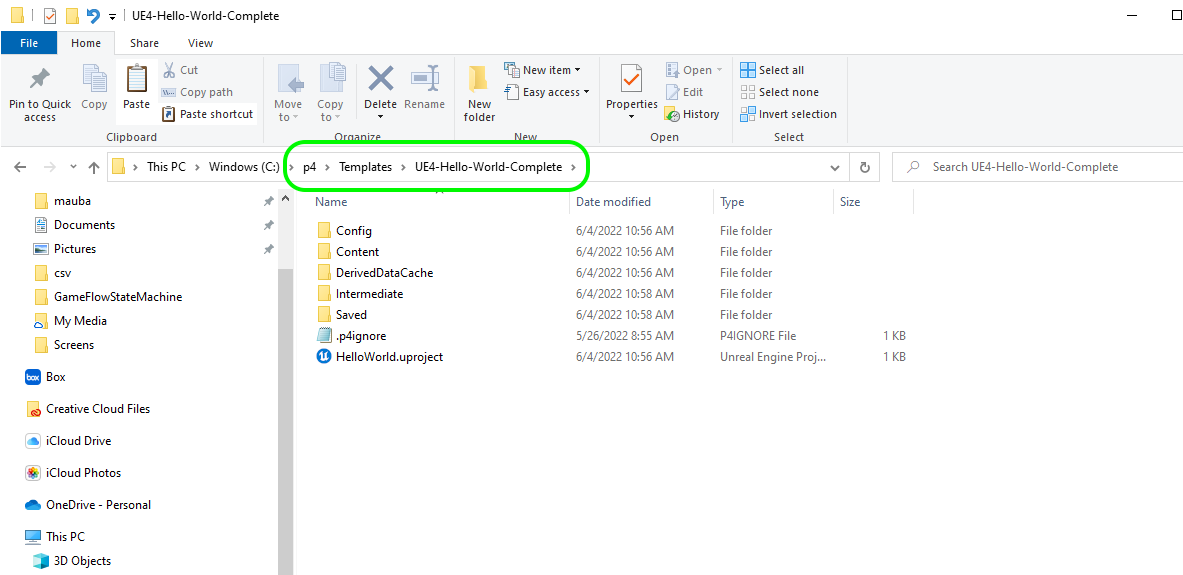 UE4-Hello-World-Complete
File Home Share View
Pin to Quick access
Copy
Paste
Cut
Copy path
Paste shortcut
Clipboard
Move to
Copy to
Delete
Rename
Organize
New folder
New item
Easy access
New
Properties
Open
Edit
History
Open
Select all
Select none
Invert selection
Select
This PC Windows (C:) p4 Templates UE4-Hello-World-Complete
Search UE4-Hello-World-Complete
mauba
Documents
Pictures
csv
GameFlowStateMachine
My Media
Screens
box Box
Creative Cloud Files
iCloud Drive
iCloud Photos
OneDrive - Personal
This PC
3D Objects
Name Date modified Type Size
Config 6/4/2022 10:56 AM File folder
Content 6/4/2022 10:56 AM File folder
DerivedDataCache 6/4/2022 10:56 AM File folder
Intermediate 6/4/2022 10:58 AM File folder
Saved 6/4/2022 10:58 AM File folder
.p4ignore 5/26/2022 8:55 AM P4IGNORE File 1 KB
HelloWorld.uproject 6/4/2022 10:56 AM Unreal Engine Proj... 1 KB